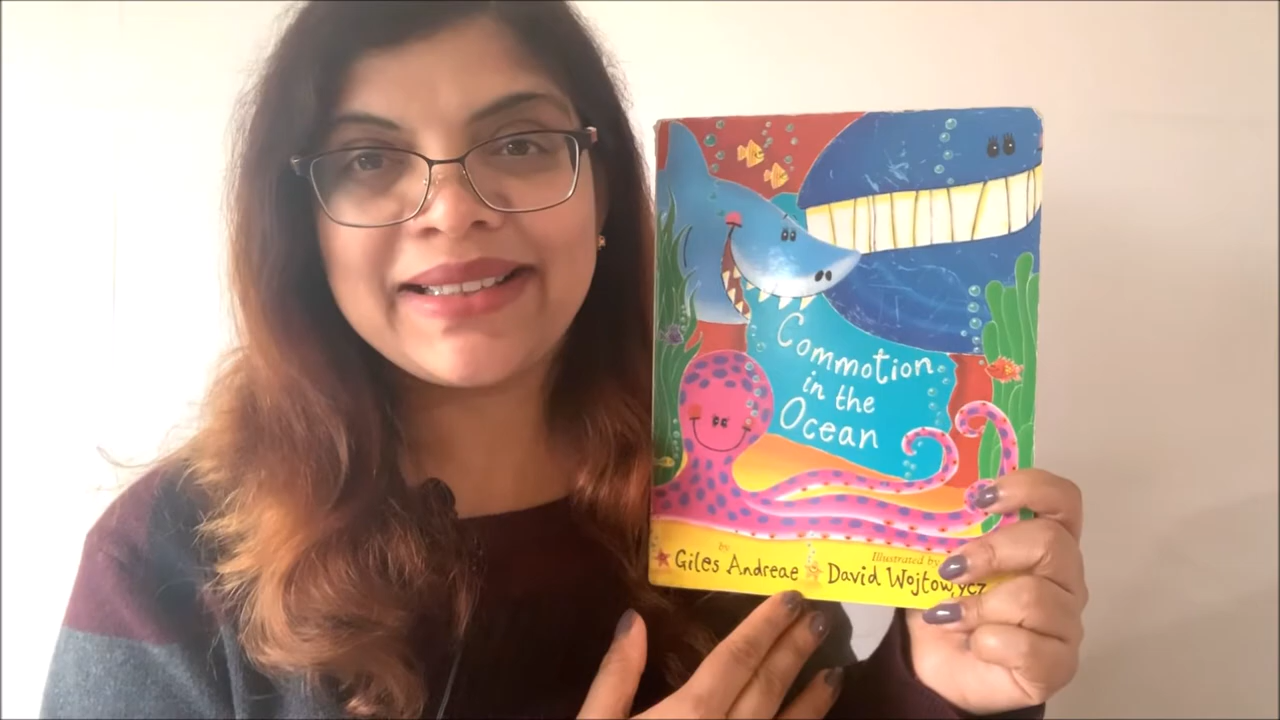 Commotion
in the
Ocean
by
Giles Andreae
Illustrated by
David Wojtowycz